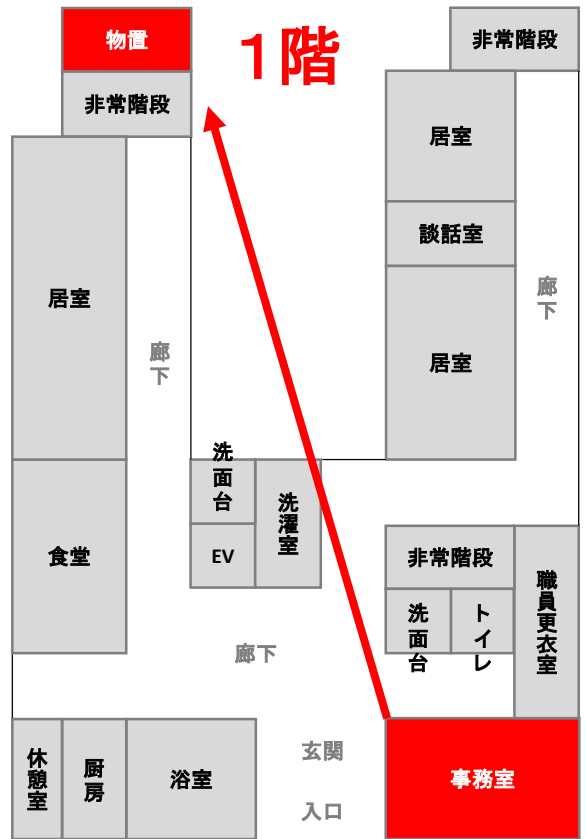 物置
1階
非常階段
非常階段
居室
談話室
居室
廊下
居室
廊下
洗面台
洗濯室
EV
食堂
非常階段
職員更衣室
洗面台
トイレ
廊下
休憩室
厨房
浴室
玄関
入口
事務室